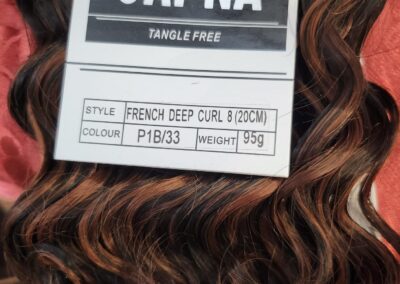 TANGLE FREE
STYLE FRENCH DEEP CURL 8 (20CM)
COLOUR P1B/33 WEIGHT 95g